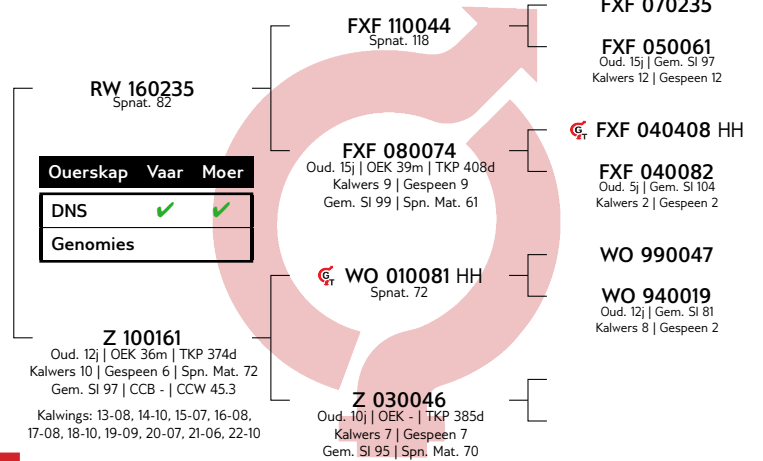 RW 160235
Spnat. 82
Ouerskap Vaar Moer
DNS ✔ ✔
Genomies
Z 100161
Oud. 12j | OEK 36m | TKP 374d
Kalwers 10 | Gespeen 6 | Spn. Mat. 72
Gem. SI 97 | CCB - | CCW 45.3
Kalwings: 13-08, 14-10, 15-07, 16-08,
17-08, 18-10, 19-09, 20-07, 21-06, 22-10
FXF 110044
Spnat. 118
FXF 080074
Oud. 15j | OEK 39m | TKP 408d
Kalwers 9 | Gespeen 9
Gem. SI 99 | Spn. Mat. 61
GT WO 010081 HH
Spnat. 72
Z 030046
Oud. 10j | OEK - | TKP 385d
Kalwers 7 | Gespeen 7
Gem. SI 95 | Spn. Mat. 70
FXF 070235
FXF 050061
Oud. 15j | Gem. SI 97
Kalwers 12 | Gespeen 12
GT FXF 040408 HH
FXF 040082
Oud. 5j | Gem. SI 104
Kalwers 2 | Gespeen 2
WO 990047
WO 940019
Oud. 12j | Gem. SI 81
Kalwers 8 | Gespeen 2